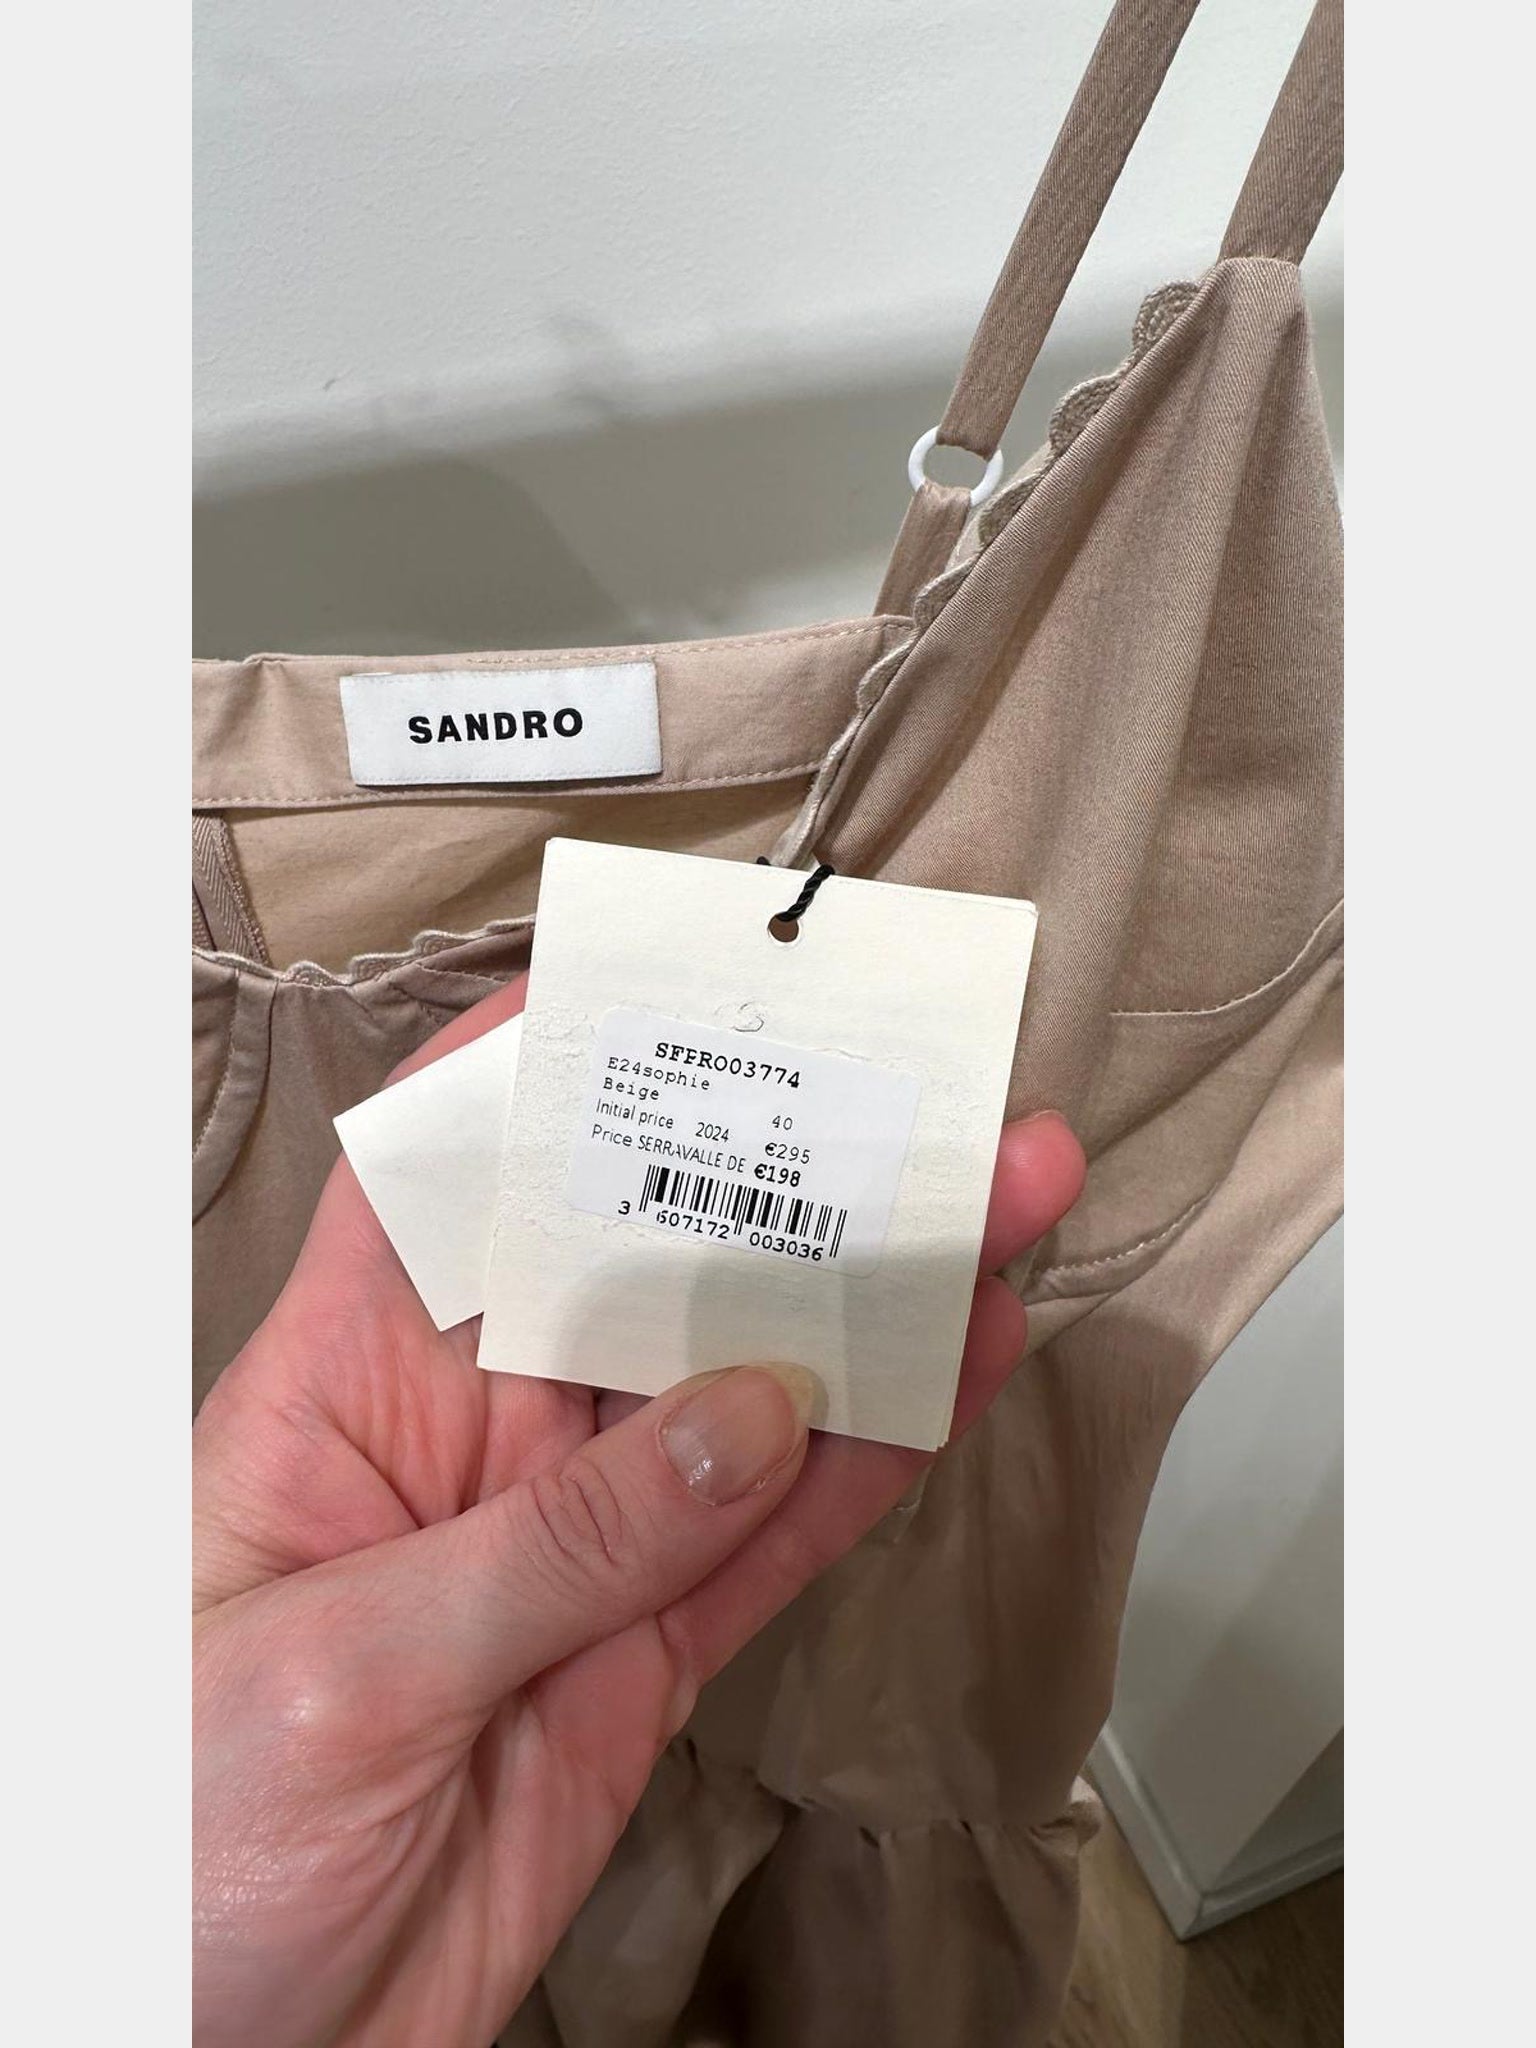 SANDRO
SFPRO03774
E24sophie
Beige 40
Initial price 2024 €295
Price SERRAVALLE DE €198
3 607172 003036